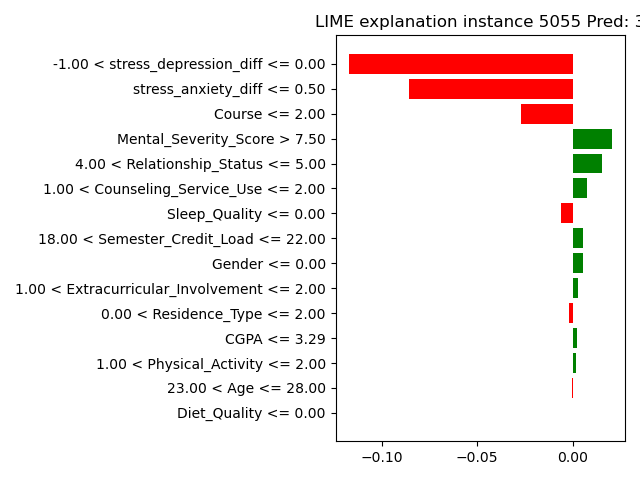 LIME explanation instance 5055 Pred: 3
-1.00 < stress_depression_diff <= 0.00
stress_anxiety_diff <= 0.50
Course <= 2.00
Mental_Severity_Score > 7.50
4.00 < Relationship_Status <= 5.00
1.00 < Counseling_Service_Use <= 2.00
Sleep_Quality <= 0.00
18.00 < Semester_Credit_Load <= 22.00
Gender <= 0.00
1.00 < Extracurricular_Involvement <= 2.00
0.00 < Residence_Type <= 2.00
CGPA <= 3.29
1.00 < Physical_Activity <= 2.00
23.00 < Age <= 28.00
Diet_Quality <= 0.00
−0.10 −0.05 0.00